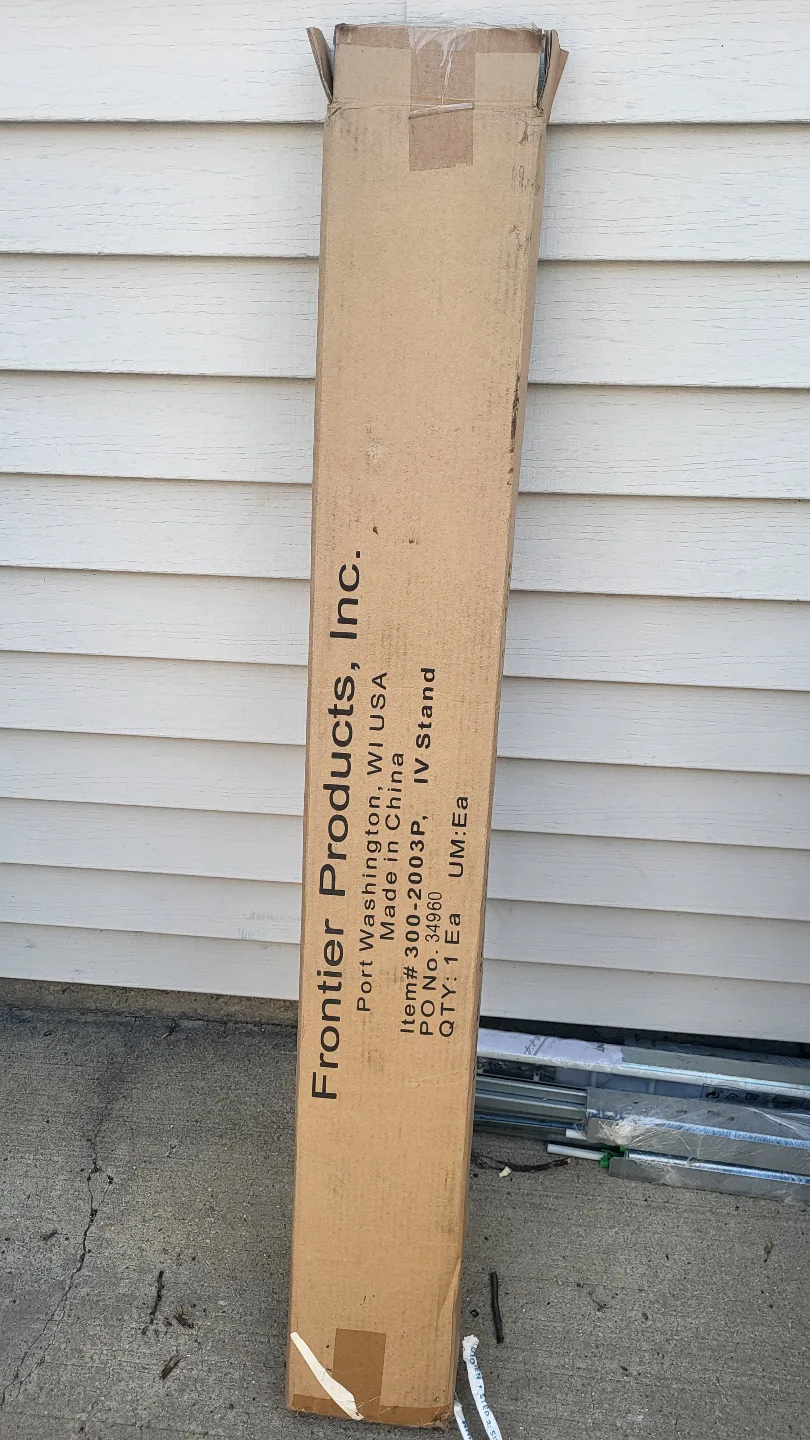 Frontier Products, Inc.
Port Washington, WI USA
Made in China
Item# 300-2003P, IV Stand
PO No. 34960
QTY: 1 Ea UM:Ea